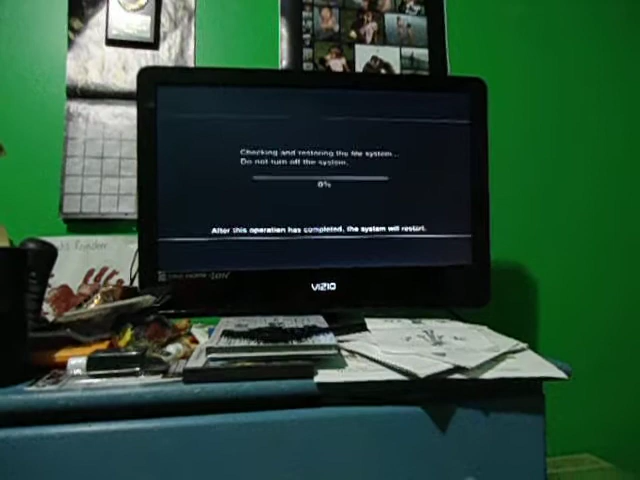 Checking and restoring the file system...
Do not turn off the system.
0%
After this operation has completed, the system will restart.
VIZIO